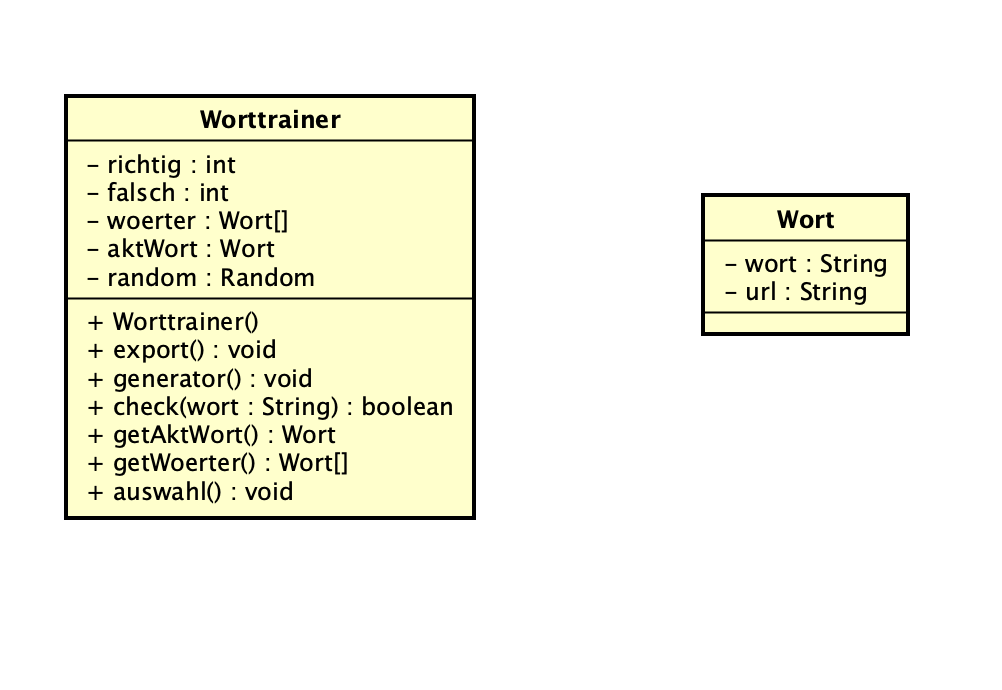 Worttrainer
– richtig : int
– falsch : int
– woerter : Wort[]
– aktWort : Wort
– random : Random
+ Worttrainer()
+ export() : void
+ generator() : void
+ check(wort : String) : boolean
+ getAktWort() : Wort
+ getWoerter() : Wort[]
+ auswahl() : void
Wort
– wort : String
– url : String